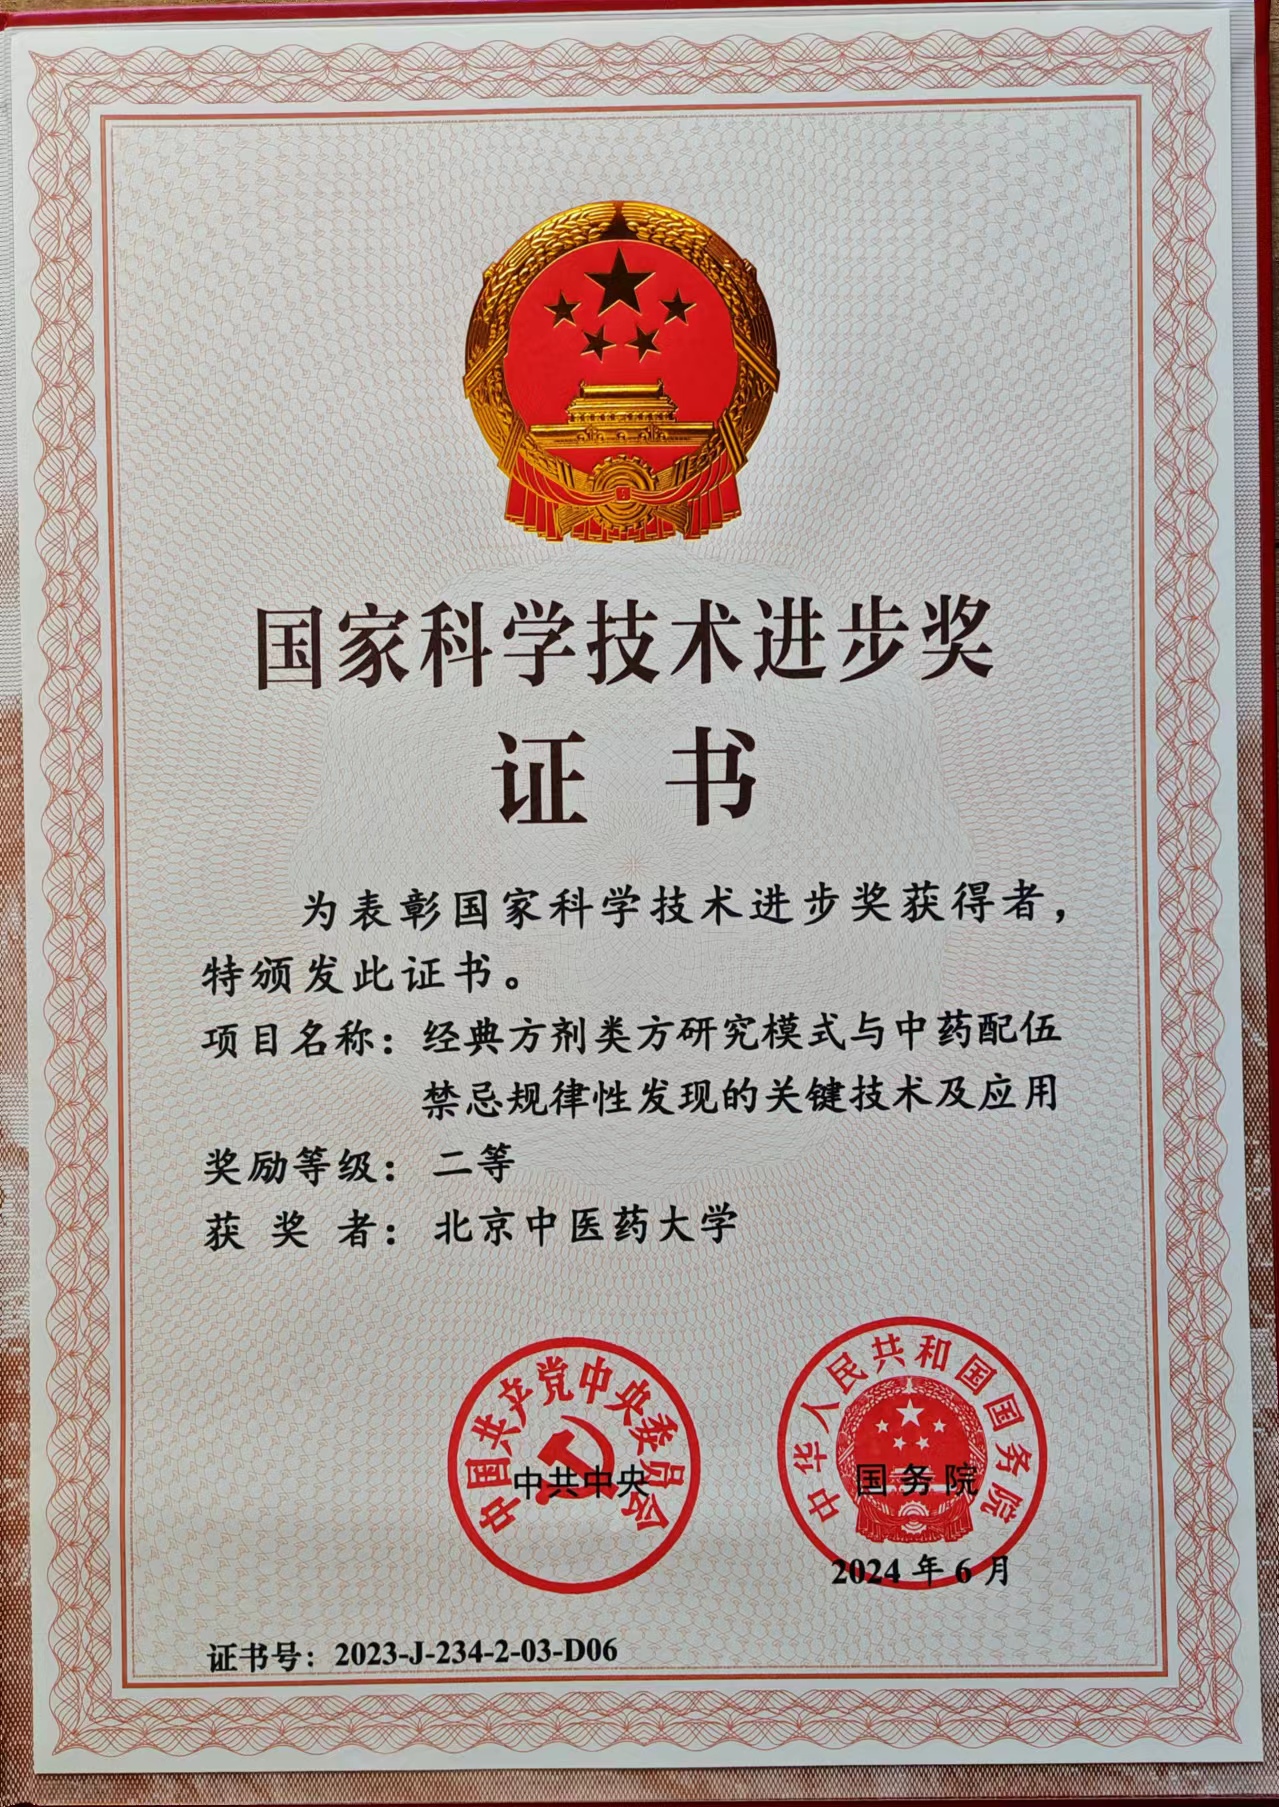 国家科学技术进步奖
证 书
为表彰国家科学技术进步奖获得者，
特颁发此证书。
项目名称：经典方剂类方研究模式与中药配伍
禁忌规律性发现的关键技术及应用
奖励等级：二等
获 奖 者：北京中医药大学
中国共产党中央委员会
中共中央
中华人民共和国国务院
国务院
2024 年 6 月
证书号：2023-J-234-2-03-D06